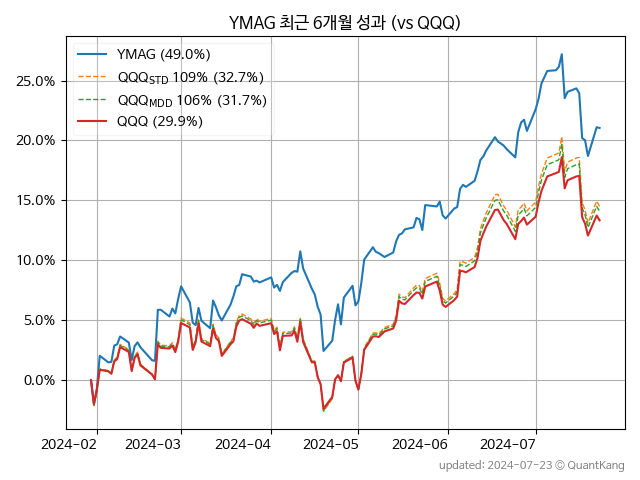 YMAG 최근 6개월 성과 (vs QQQ)
YMAG (49.0%)
QQQSTD 109% (32.7%)
QQQMDD 106% (31.7%)
QQQ (29.9%)
25.0%
20.0%
15.0%
10.0%
5.0%
0.0%
2024-02 2024-03 2024-04 2024-05 2024-06 2024-07
updated: 2024-07-23 ⓒ QuantKang